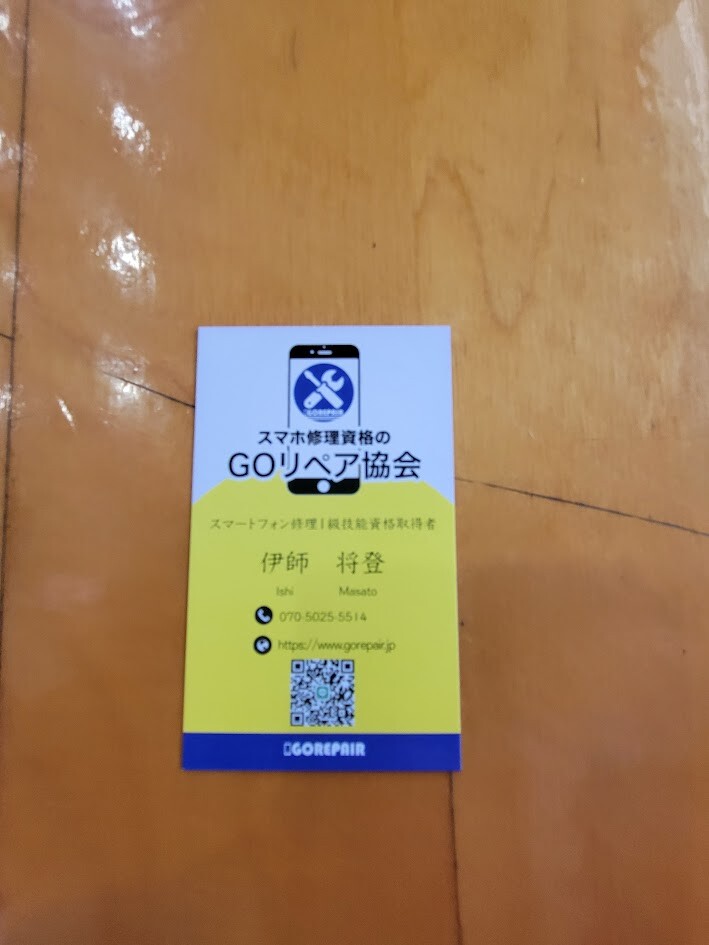 GOREPAIR
スマホ修理資格の
GOリペア協会
スマートフォン修理1級技能資格取得者
伊師 将登
Ishi Masato
070-5025-5514
https://www.gorepair.jp
GOREPAIR